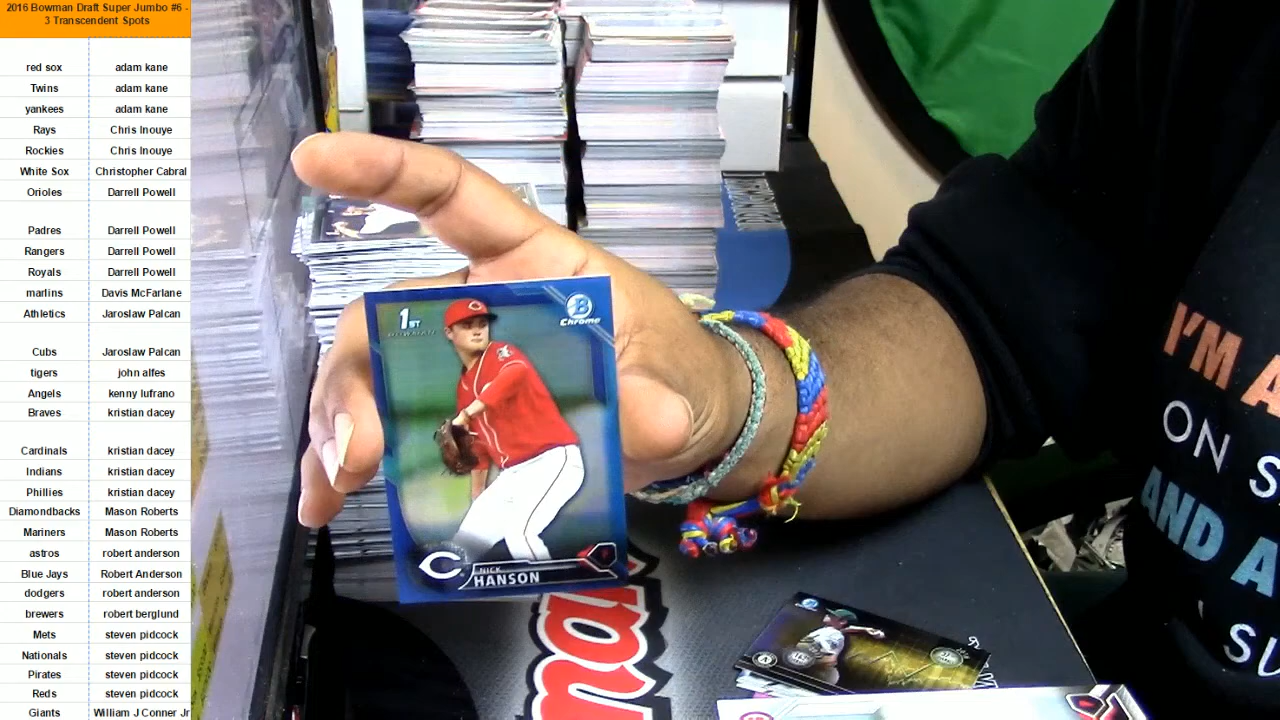 2016 Bowman Draft Super Jumbo #6 -
3 Transcendent Spots
red sox adam kane
Twins adam kane
yankees adam kane
Rays Chris Inouye
Rockies Chris Inouye
White Sox Christopher Cabral
Orioles Darrell Powell
Padres Darrell Powell
Rangers Darrell Powell
Royals Darrell Powell
marlins Davis McFarlane
Athletics Jaroslaw Palcan
Cubs Jaroslaw Palcan
tigers john alfes
Angels kenny lufrano
Braves kristian dacey
Cardinals kristian dacey
Indians kristian dacey
Phillies kristian dacey
Diamondbacks Mason Roberts
Mariners Mason Roberts
astros robert anderson
Blue Jays Robert Anderson
dodgers robert anderson
brewers robert berglund
Mets steven pidcock
Nationals steven pidcock
Pirates steven pidcock
Reds steven pidcock
Giants William J Conner Jr
1ST
B
Chrome
C
NICK
HANSON
I'M A
ON S
AND A
SU